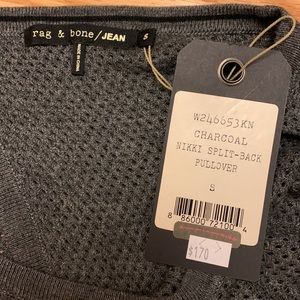 rag & bone/JEAN
S
MADE IN CHINA
W246653KN
CHARCOAL
NIKKI SPLIT-BACK
PULLOVER
S
8 86000 72100 4
$170